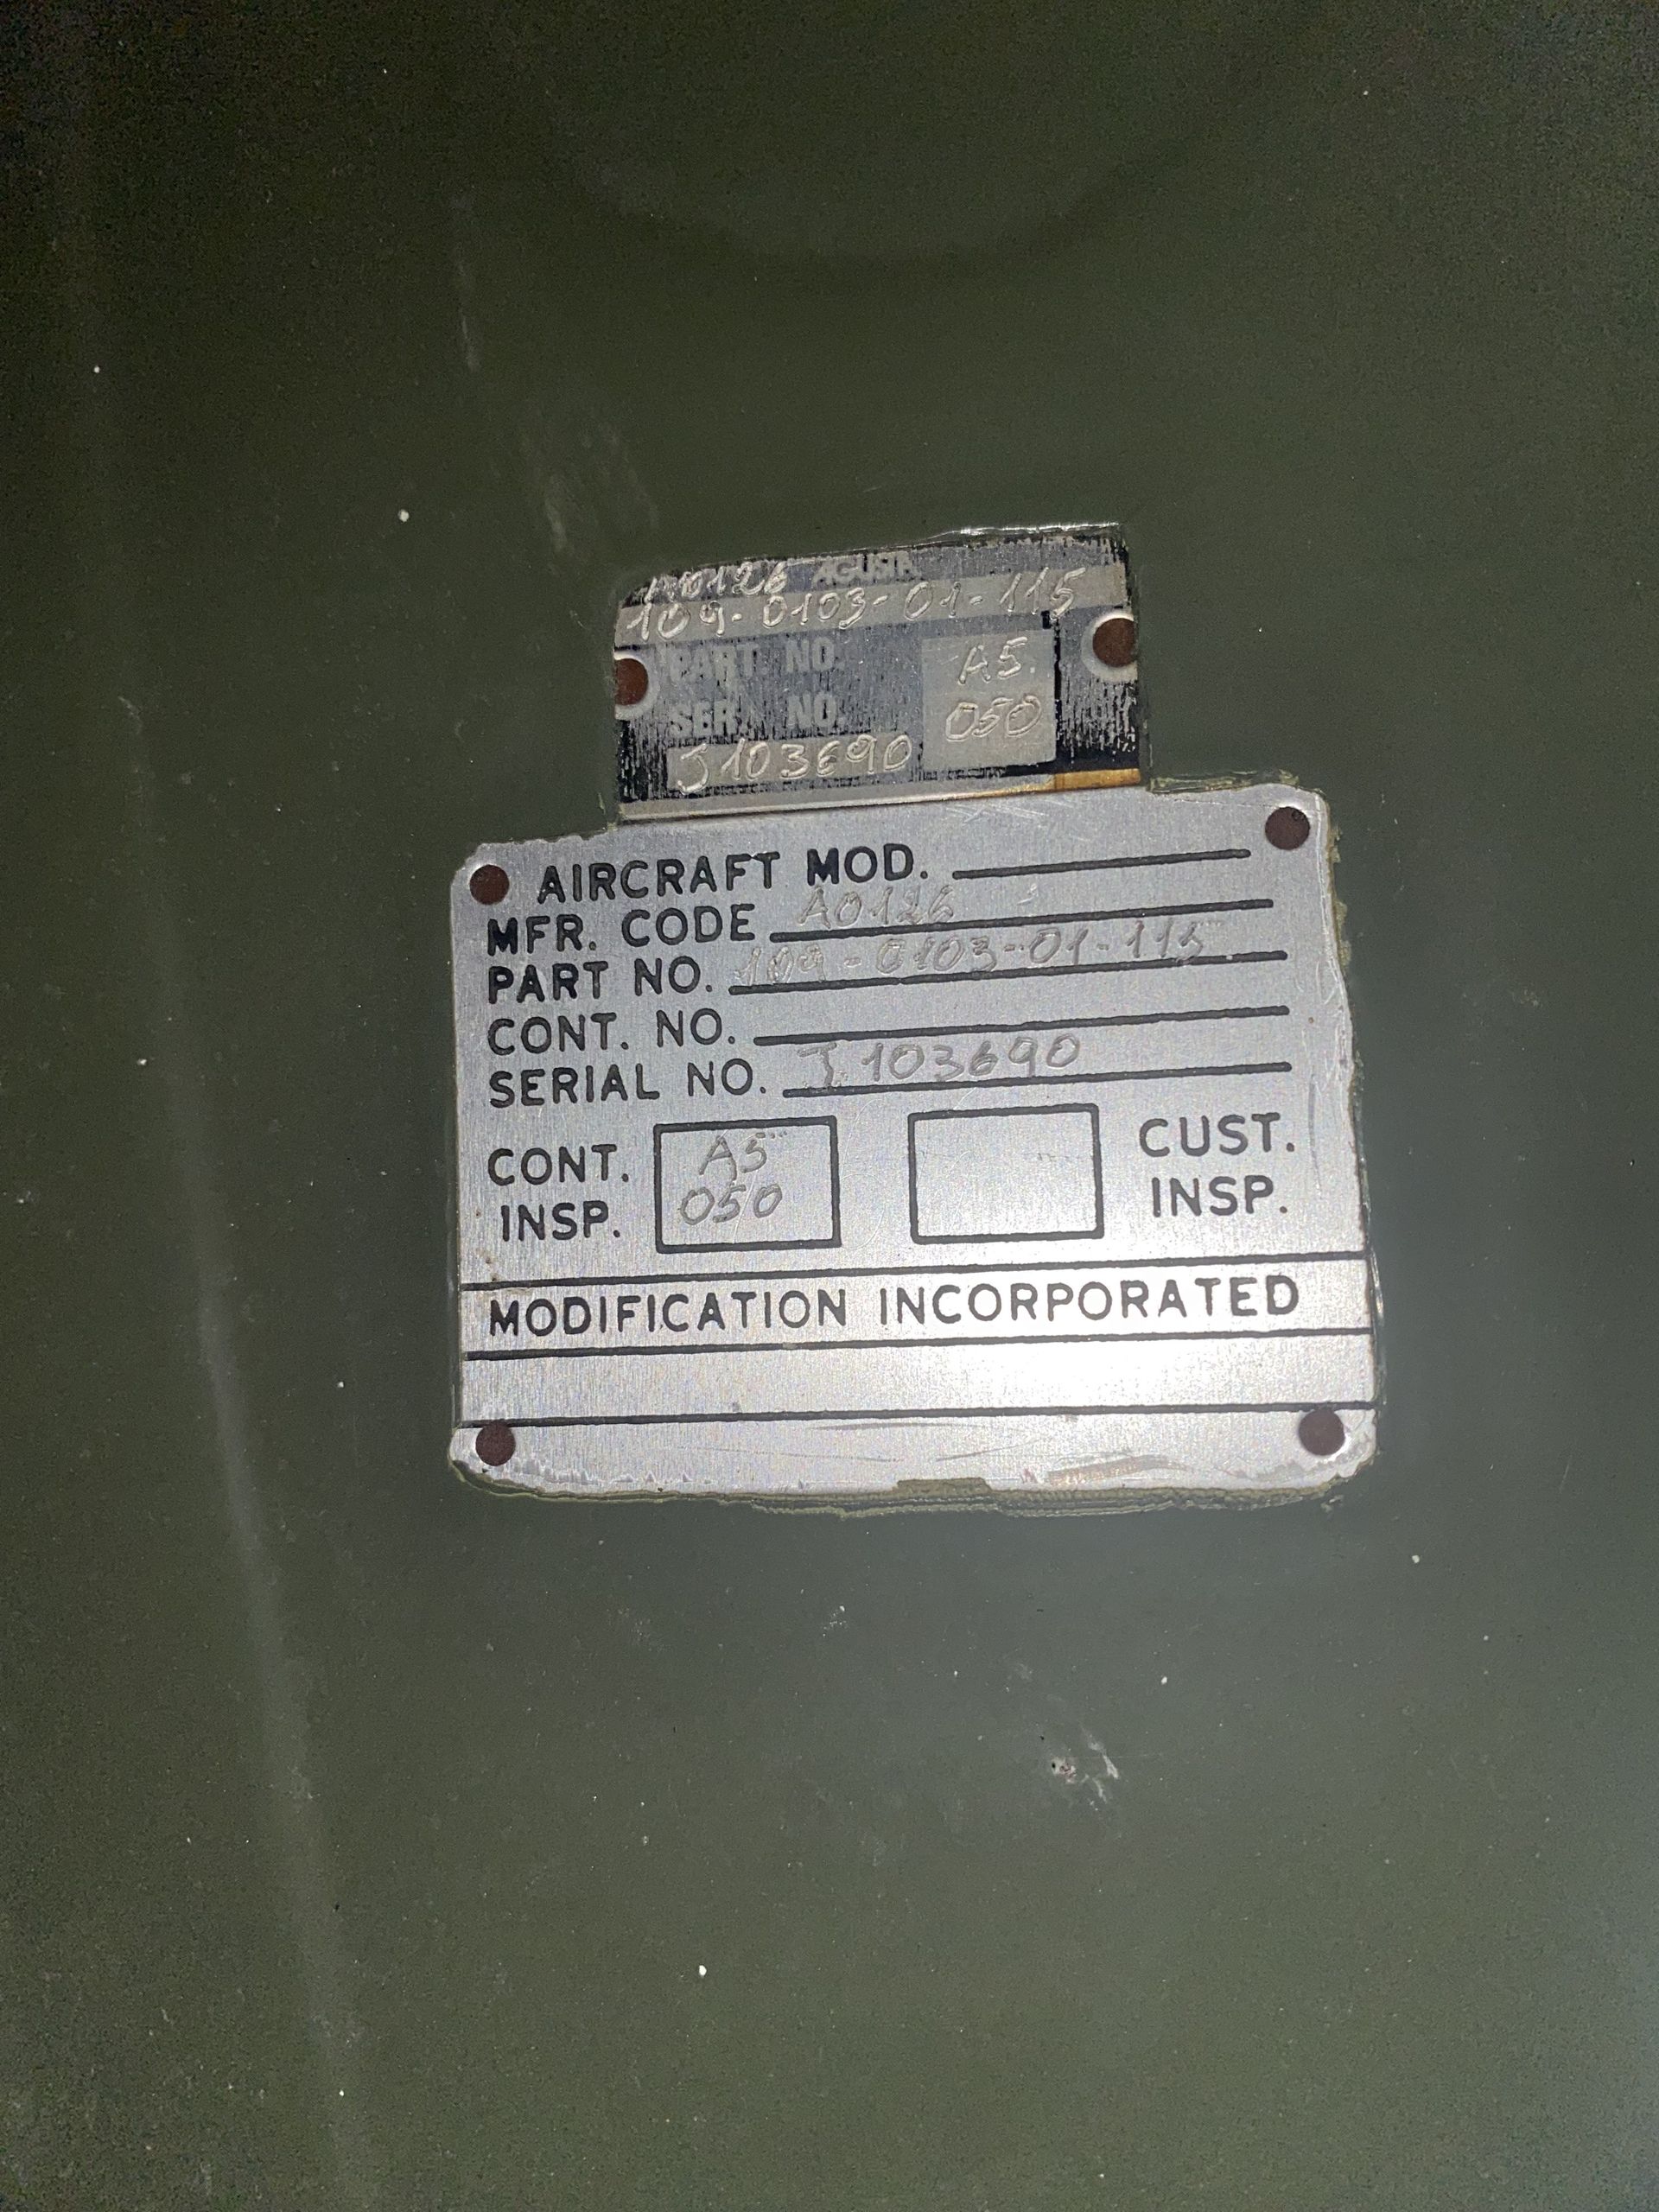 A0126 AGUSTA
109-0103-01-115
PART NO. A5
SER. NO. 050
J103690
AIRCRAFT MOD.
MFR. CODE A0126
PART NO. 109-0103-01-115
CONT. NO.
SERIAL NO. J103690
CONT. INSP. A5 050
CUST. INSP.
MODIFICATION INCORPORATED